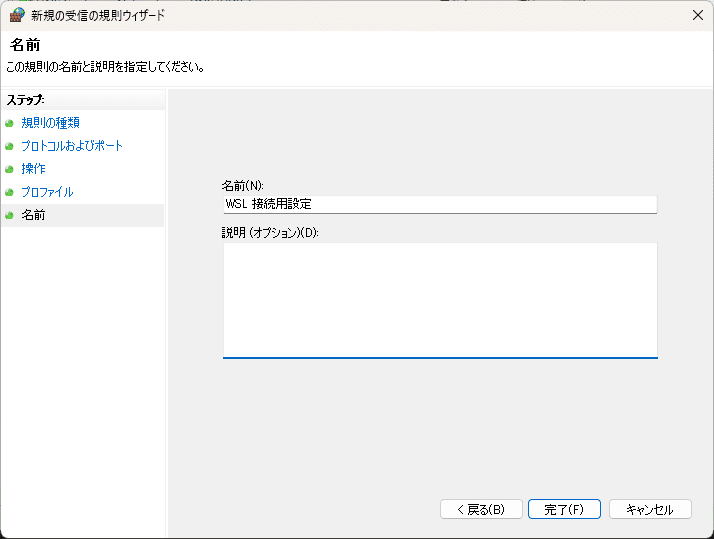 新規の受信の規則ウィザード
名前
この規則の名前と説明を指定してください。
ステップ:
規則の種類
プロトコルおよびポート
操作
プロファイル
名前
名前(N):
WSL 接続用設定
説明 (オプション)(D):
< 戻る(B)
完了(F)
キャンセル